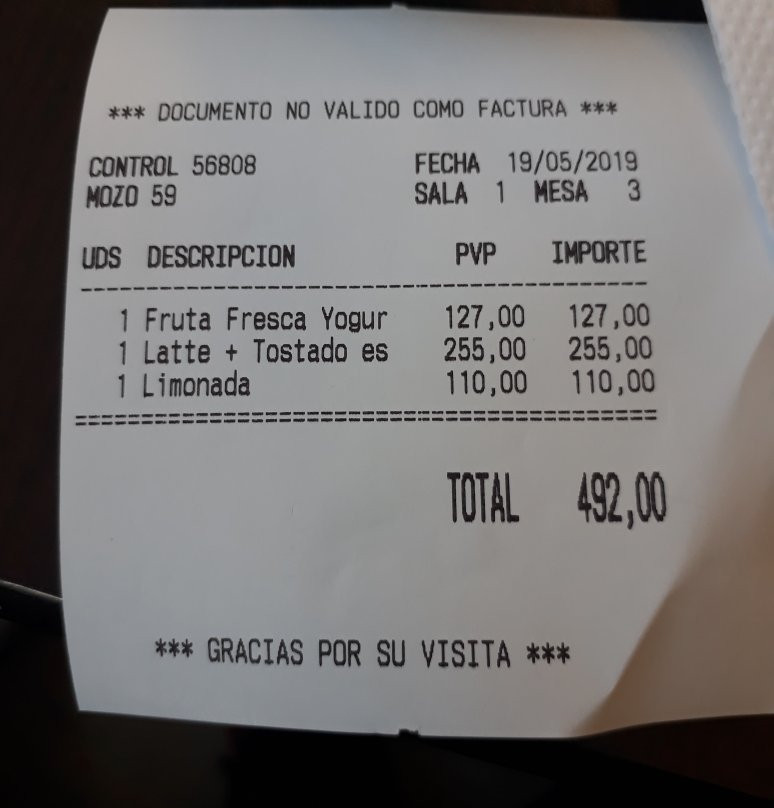 *** DOCUMENTO NO VALIDO COMO FACTURA ***
CONTROL 56808 FECHA 19/05/2019
MOZO 59 SALA 1 MESA 3
UDS DESCRIPCION PVP IMPORTE
1 Fruta Fresca Yogur 127,00 127,00
1 Latte + Tostado es 255,00 255,00
1 Limonada 110,00 110,00
TOTAL 492,00
*** GRACIAS POR SU VISITA ***